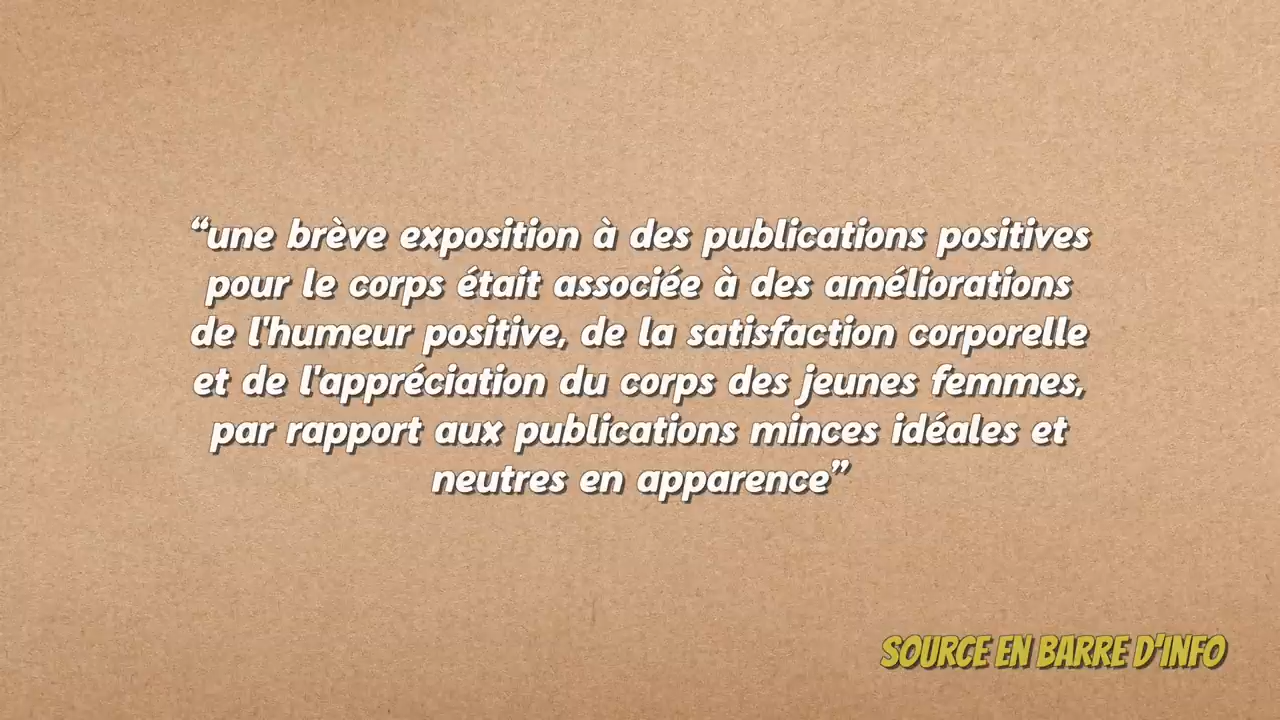 “une brève exposition à des publications positives
pour le corps était associée à des améliorations
de l'humeur positive, de la satisfaction corporelle
et de l'appréciation du corps des jeunes femmes,
par rapport aux publications minces idéales et
neutres en apparence”
SOURCE EN BARRE D'INFO